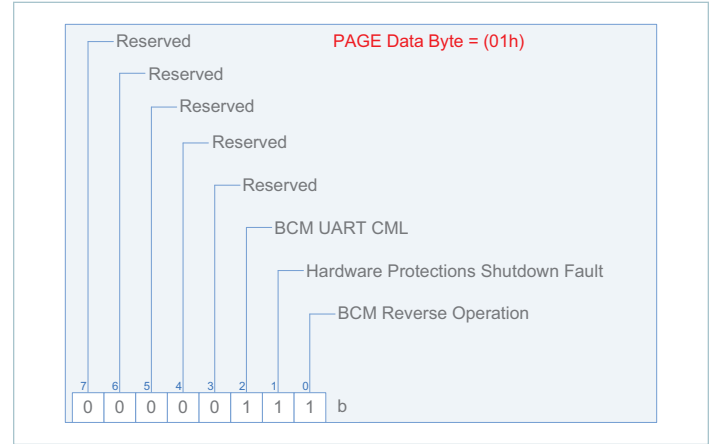 Reserved PAGE Data Byte = (01h)
Reserved
Reserved
Reserved
Reserved
BCM UART CML
Hardware Protections Shutdown Fault
BCM Reverse Operation
7 6 5 4 3 2 1 0
0 0 0 0 0 1 1 1 b